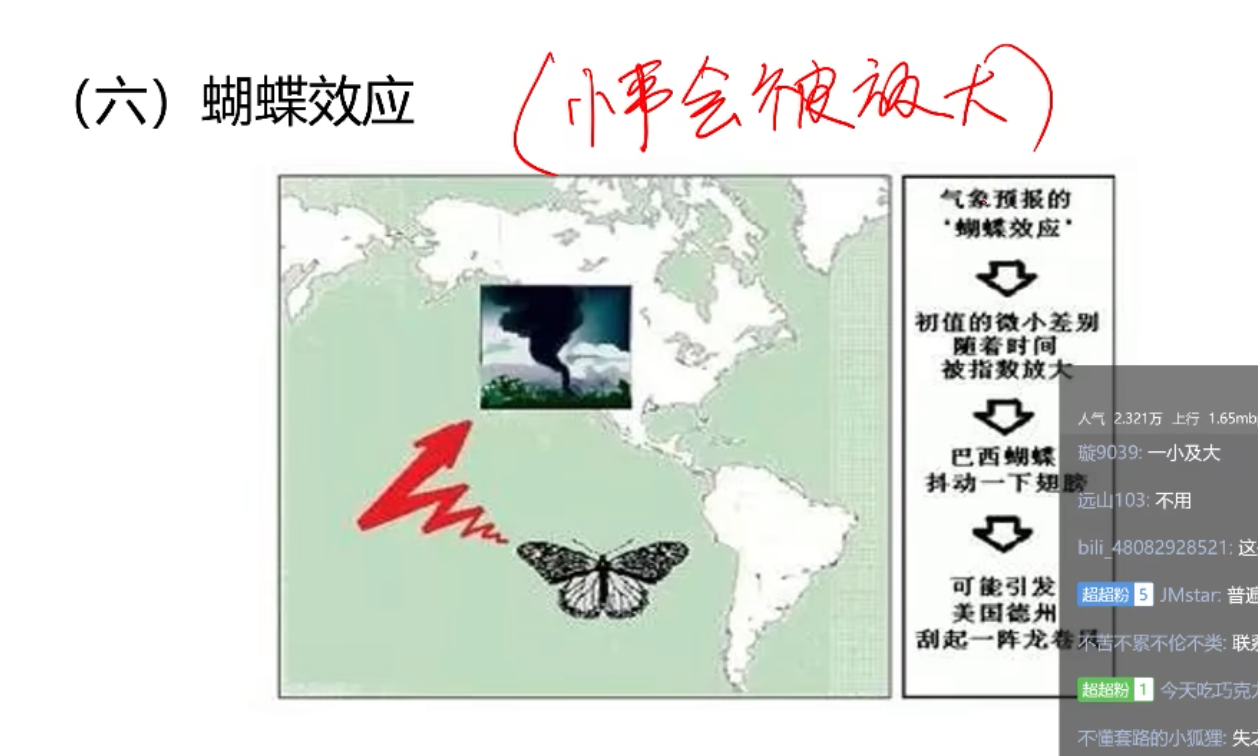 （六）蝴蝶效应
（小事会被放大）
气象预报的
"蝴蝶效应"
初值的微小差别
随着时间
被指数放大
巴西蝴蝶
抖动一下翅膀
可能引发
美国德州
刮起一阵龙卷风
人气 2.321万 上行 1.65mb
璇9039: 一小及大
远山103: 不用
bili_48082928521: 这
超超粉 5 JMstar: 普遍
不苦不累不伦不类: 联
超超粉 1 今天吃巧克
不懂套路的小狐狸: 失